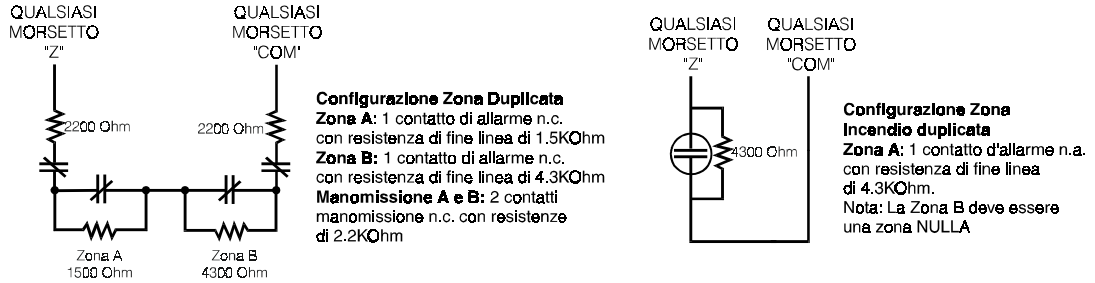 QUALSIASI
MORSETTO
"Z"
QUALSIASI
MORSETTO
"COM"
2200 Ohm
2200 Ohm
Zona A
1500 Ohm
Zona B
4300 Ohm
Configurazione Zona Duplicata
Zona A: 1 contatto di allarme n.c.
con resistenza di fine linea di 1.5KOhm
Zona B: 1 contatto di allarme n.c.
con resistenza di fine linea di 4.3KOhm
Manomissione A e B: 2 contatti
manomissione n.c. con resistenze
di 2.2KOhm
QUALSIASI
MORSETTO
"Z"
QUALSIASI
MORSETTO
"COM"
4300 Ohm
Configurazione Zona
Incendio duplicata
Zona A: 1 contatto d'allarme n.a.
con resistenza di fine linea
di 4.3KOhm.
Nota: La Zona B deve essere
una zona NULLA